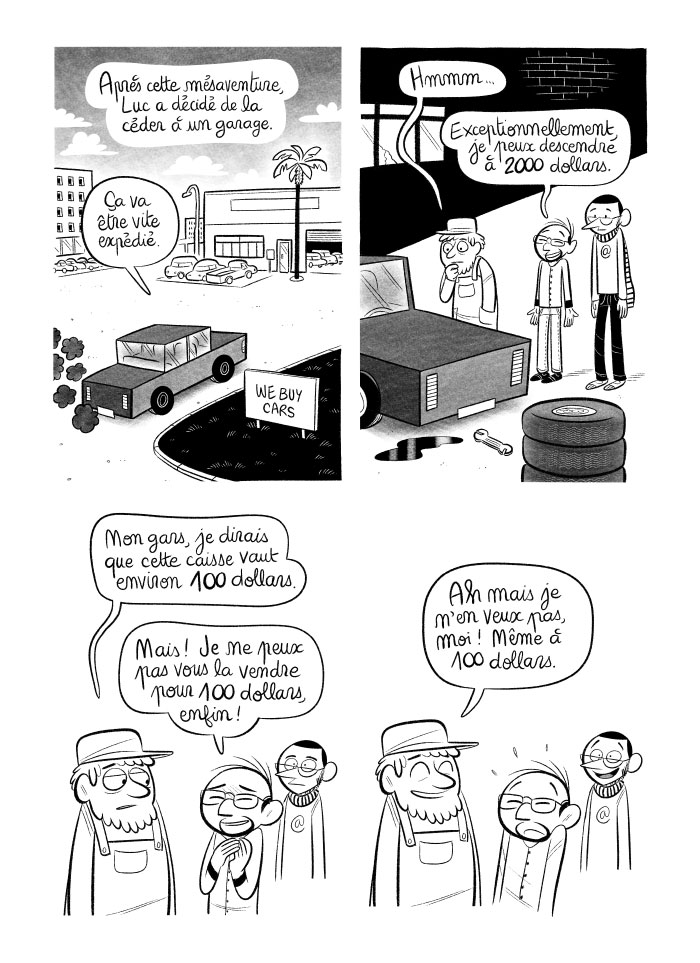 Après cette mésaventure,
Luc a décidé de la
céder à un garage.
Ça va
être vite
expédié.
WE BUY
CARS
Hmmm...
Exceptionnellement,
je peux descendre
à 2000 dollars.
@
Mon gars, je dirais
que cette caisse vaut
environ 100 dollars.
Mais ! Je ne peux
pas vous la vendre
pour 100 dollars,
enfin !
@
Ah mais je
n'en veux pas,
moi ! Même à
100 dollars.
@